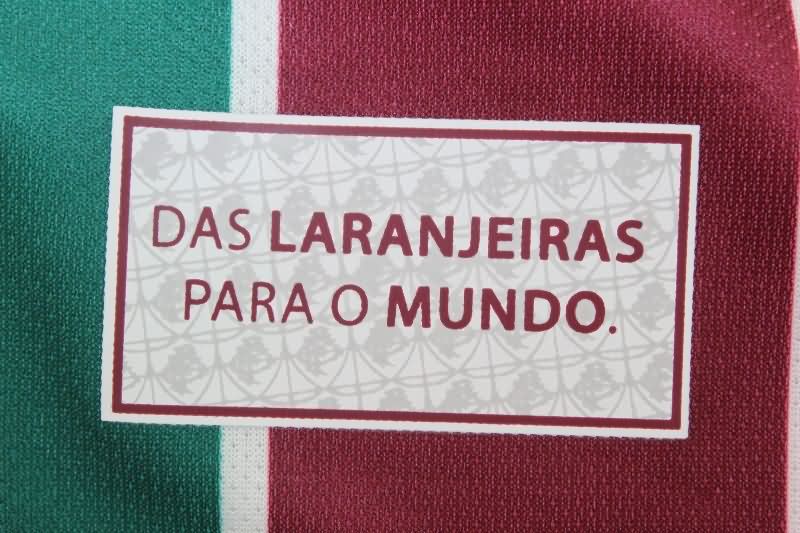 DAS LARANJEIRAS
PARA O MUNDO.